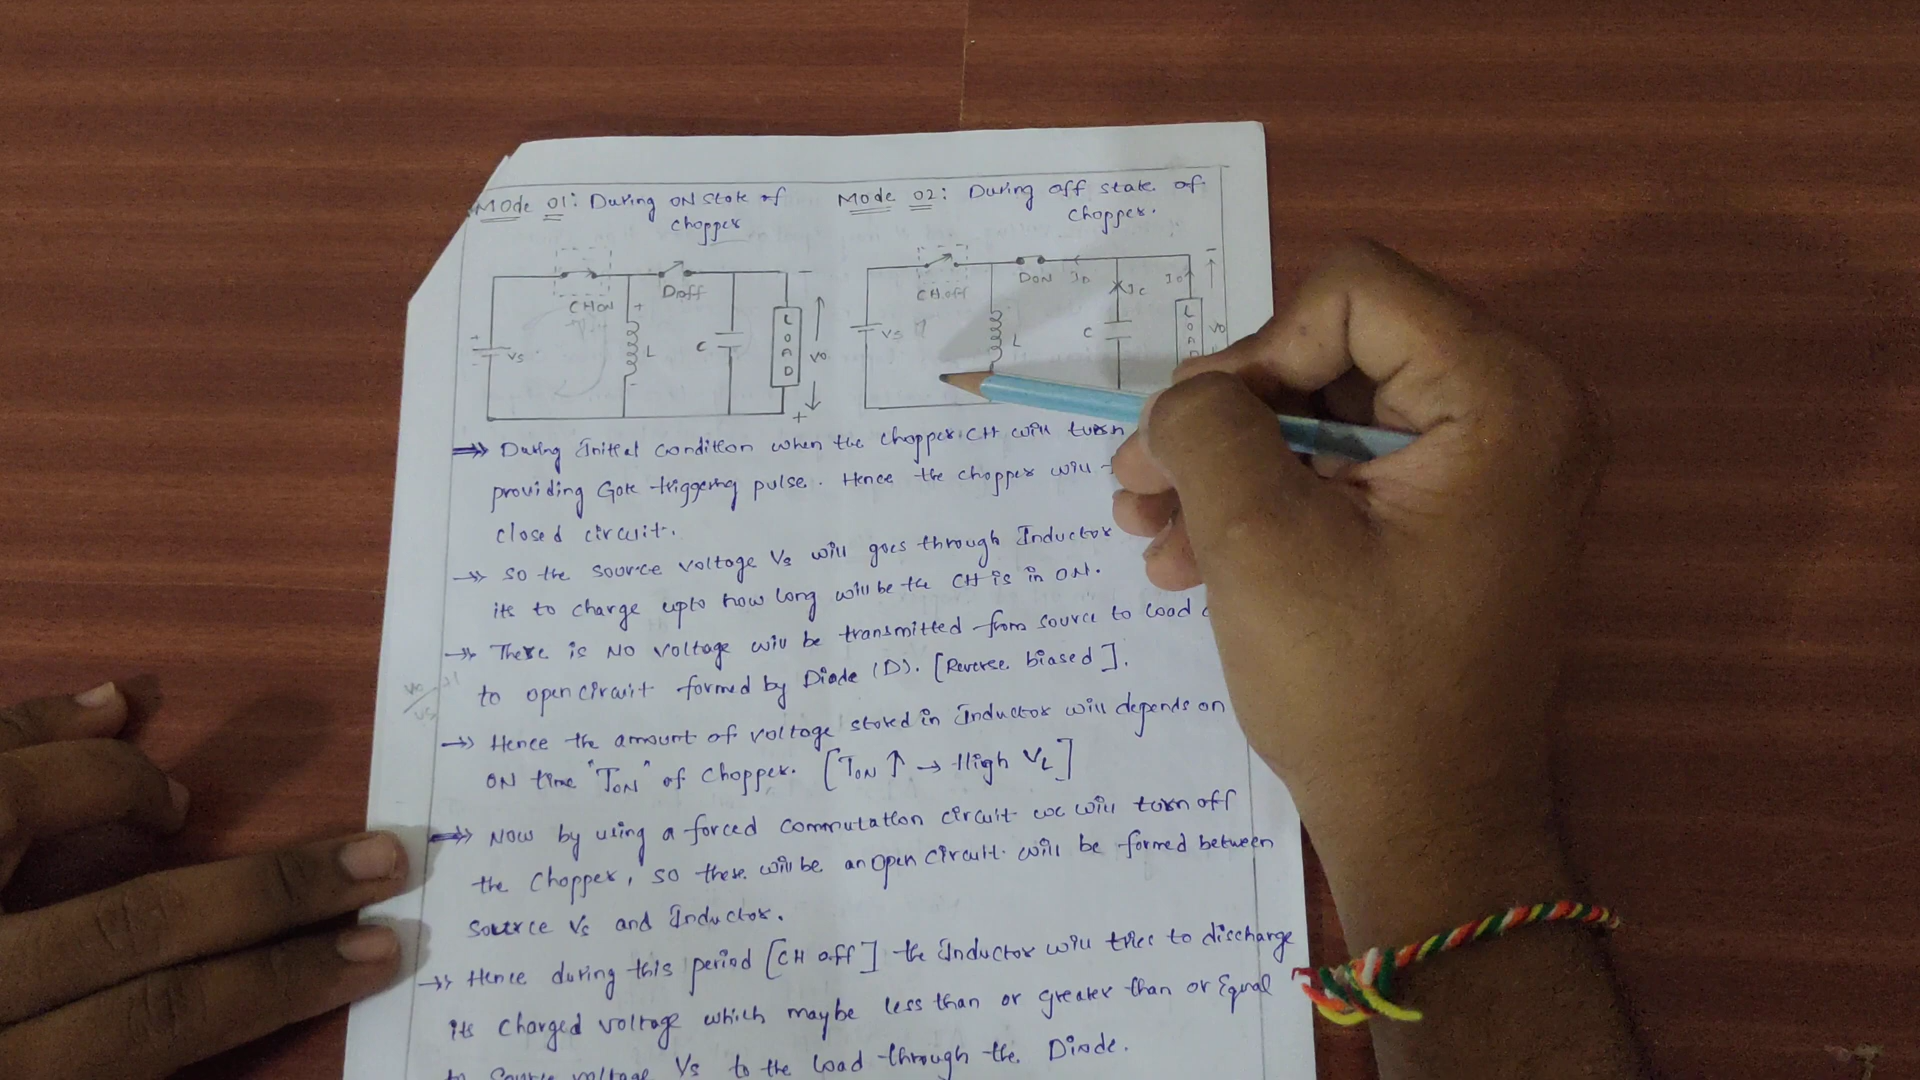 Mode 01: During ON state of chopper
Mode 02: During off state of chopper.
CH ON
D off
+
-
+
-
Vs
L
C
LOAD
Vo
-
+
CH off
D ON
ID
IC
Io
-
Vs
L
C
LOAD
Vo
⇒ During Initial condition when the chopper CH will turn
providing Gate triggering pulse. Hence the chopper will
closed circuit.
→ so the source voltage Vs will goes through Inductor
its to charge upto how long will be the CH is in ON.
→ There is NO voltage will be transmitted from source to load
to open circuit formed by Diode (D). [Reverse biased].
Vo
Vs
→ Hence the amount of voltage stored in Inductor will depends on
ON time "TON" of chopper. [TON ↑ → High VL]
⇒ Now by using a forced commutation circuit we will turn off
the chopper, so there will be an open circuit will be formed between
source Vs and Inductor.
→ Hence during this period [CH off] the Inductor will tries to discharge
its charged voltage which maybe less than or greater than or Equal
to source voltage Vs to the load through the Diode.